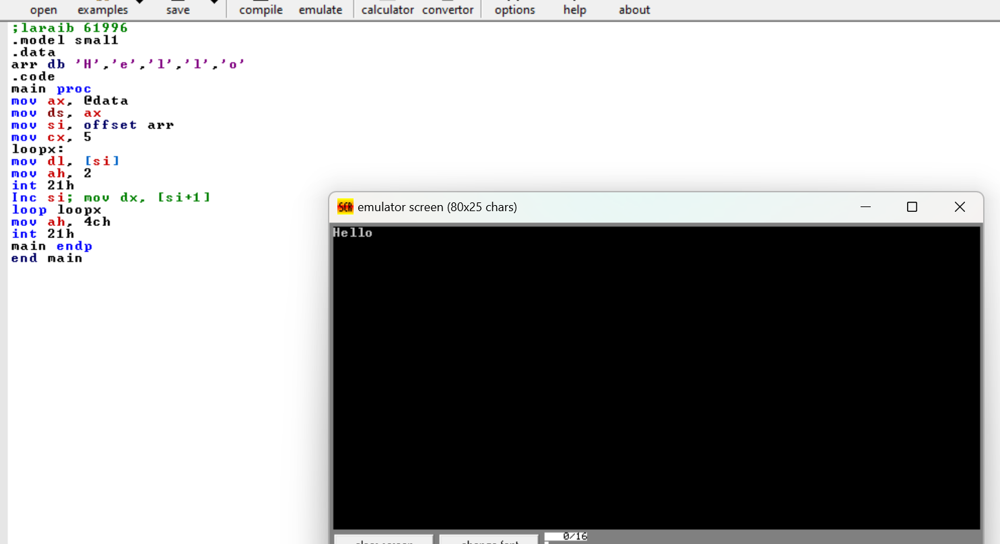 open examples save compile emulate calculator convertor options help about
;laraib 61996
.model small
.data
arr db 'H','e','l','l','o'
.code
main proc
mov ax, @data
mov ds, ax
mov si, offset arr
mov cx, 5
loopx:
mov dl, [si]
mov ah, 2
int 21h
Inc si; mov dx, [si+1]
loop loopx
mov ah, 4ch
int 21h
main endp
end main
SCR emulator screen (80x25 chars)
Hello
0/16